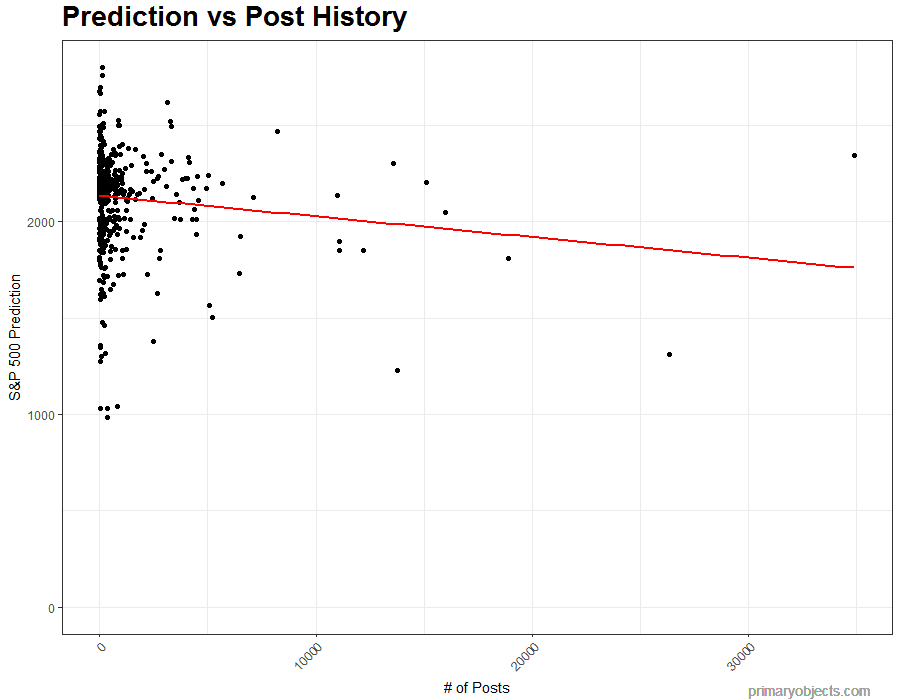 Prediction vs Post History
S&P 500 Prediction
2000
1000
0
0
10000
20000
30000
# of Posts
primaryobjects.com